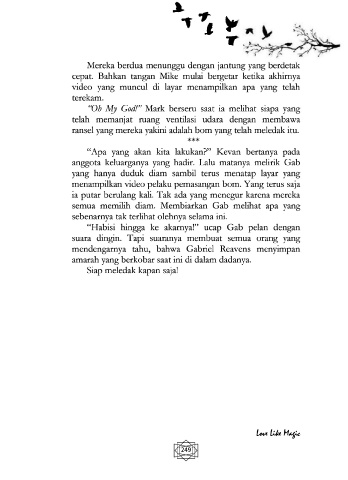 Mereka berdua menunggu dengan jantung yang berdetak
cepat. Bahkan tangan Mike mulai bergetar ketika akhirnya
video yang muncul di layar menampilkan apa yang telah
terekam.
"Oh My God!" Mark berseru saat ia melihat siapa yang
telah memanjat ruang ventilasi udara dengan membawa
ransel yang mereka yakini adalah bom yang telah meledak itu.
***
"Apa yang akan kita lakukan?" Kevan bertanya pada
anggota keluarganya yang hadir. Lalu matanya melirik Gab
yang hanya duduk diam sambil terus menatap layar yang
menampilkan video pelaku pemasangan bom. Yang terus saja
ia putar berulang kali. Tak ada yang menegur karena mereka
semua memilih diam. Membiarkan Gab melihat apa yang
sebenarnya tak terlihat olehnya selama ini.
"Habisi hingga ke akarnya!" ucap Gab pelan dengan
suara dingin. Tapi suaranya membuat semua orang yang
mendengarnya tahu, bahwa Gabriel Reavens menyimpan
amarah yang berkobar saat ini di dalam dadanya.
Siap meledak kapan saja!
Love Like Magic
249